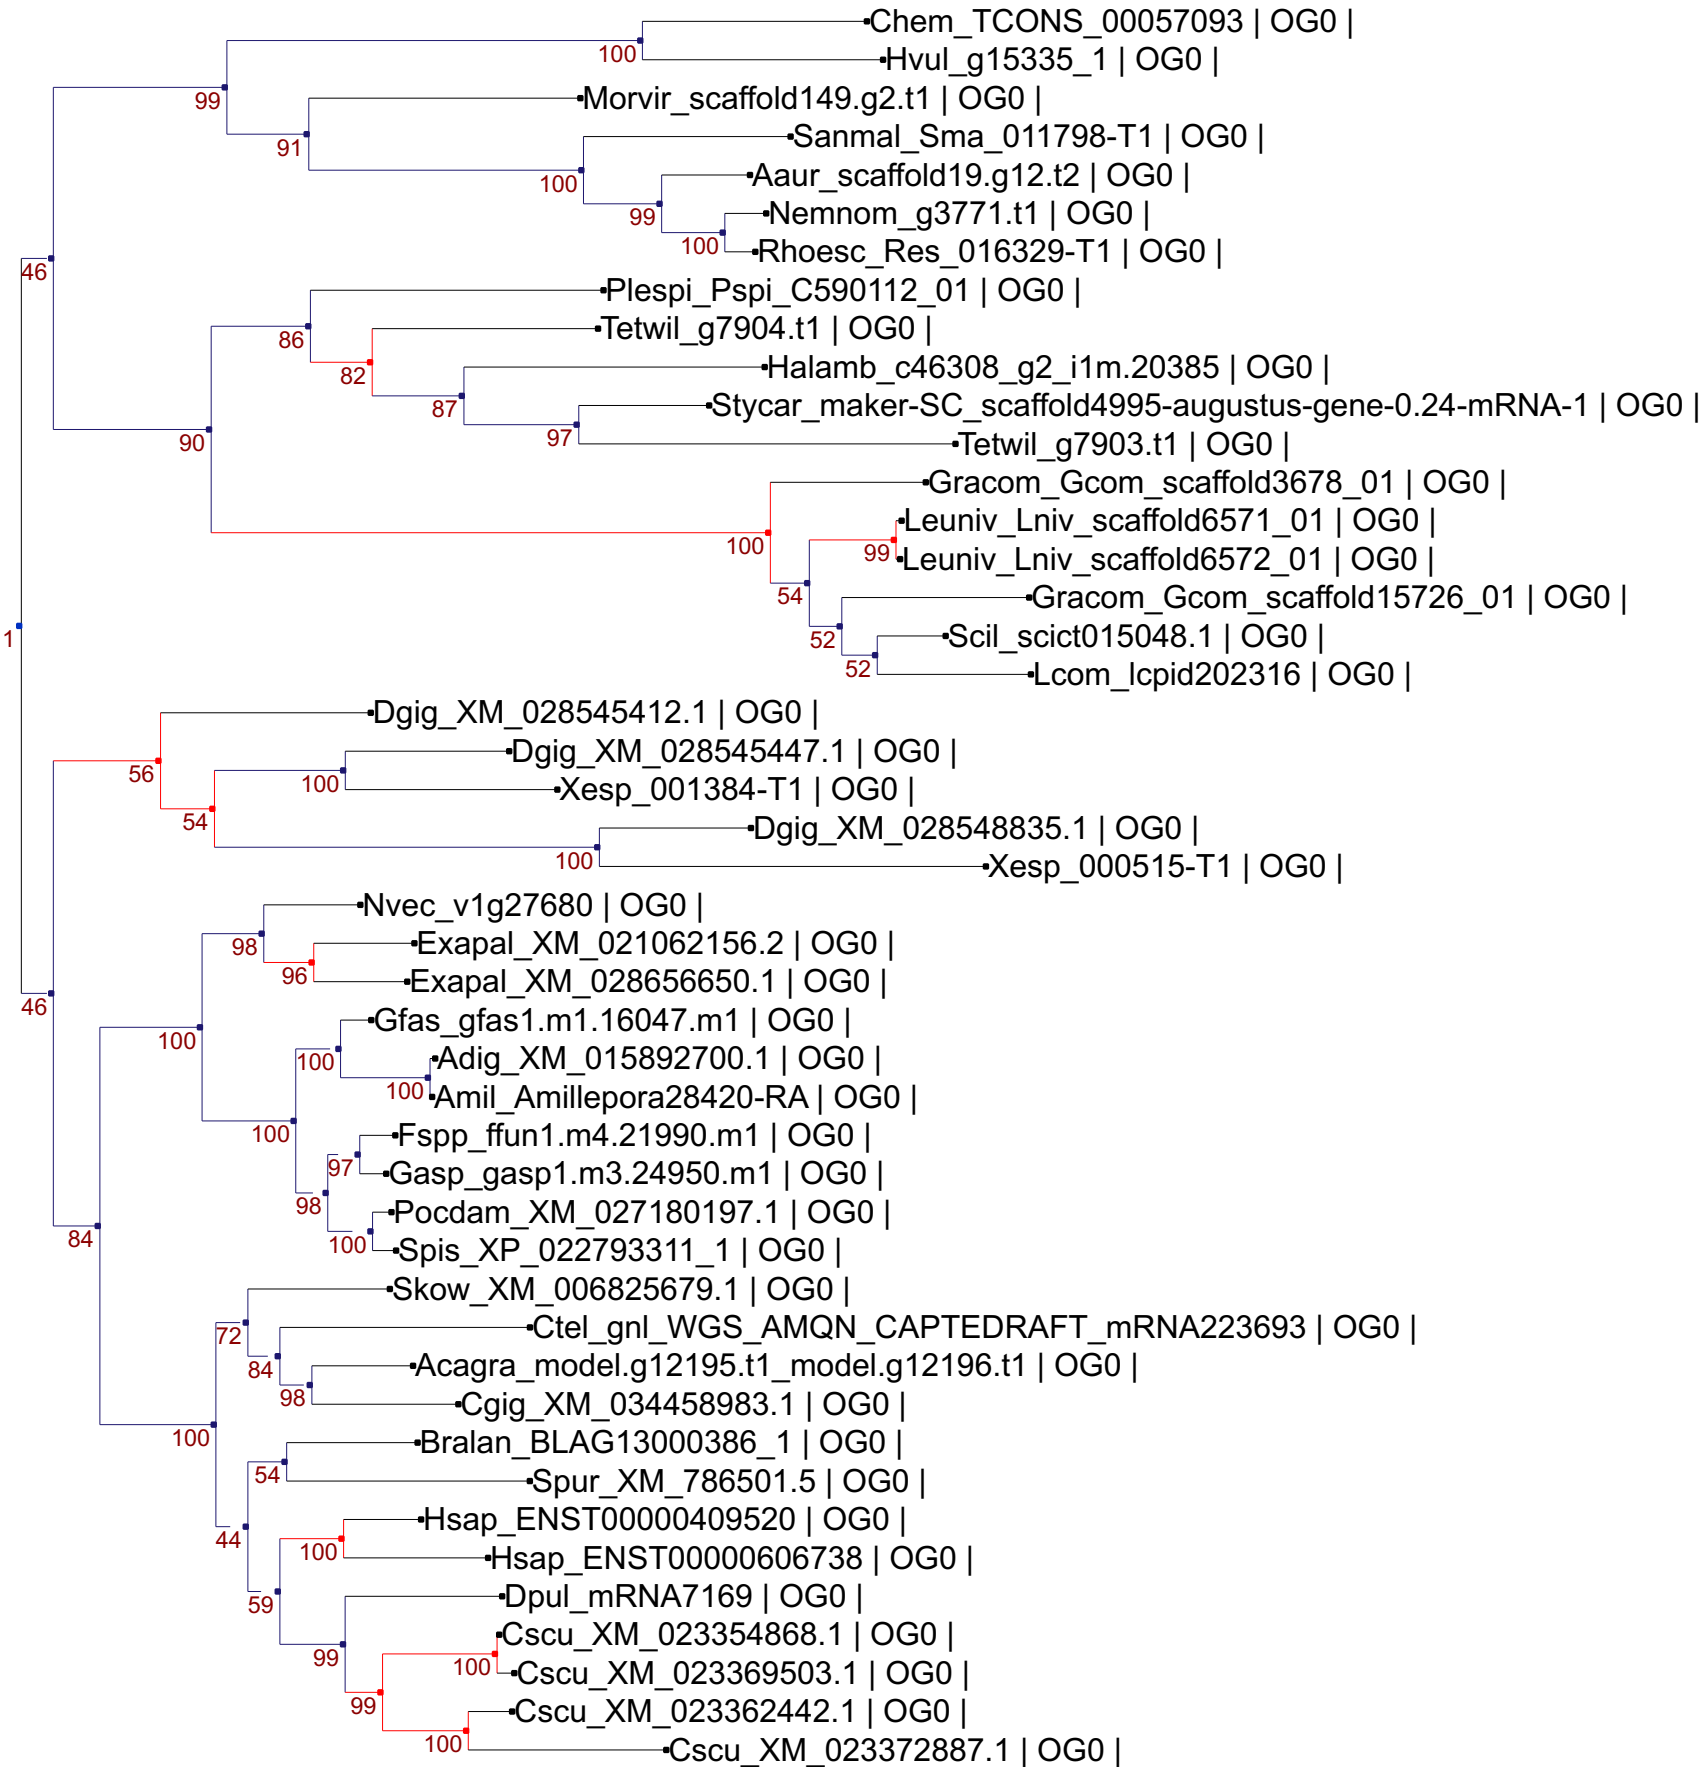 Chem_TCONS_00057093 | OG0 |
100
Hvul_g15335_1 | OG0 |
99
Morvir_scaffold149.g2.t1 | OG0 |
91
Sanmal_Sma_011798-T1 | OG0 |
100
Aaur_scaffold19.g12.t2 | OG0 |
99
Nemnom_g3771.t1 | OG0 |
100
Rhoesc_Res_016329-T1 | OG0 |
46
Plespi_Pspi_C590112_01 | OG0 |
86
Tetwil_g7904.t1 | OG0 |
82
Halamb_c46308_g2_i1m.20385 | OG0 |
87
Stycar_maker-SC_scaffold4995-augustus-gene-0.24-mRNA-1 | OG0 |
97
Tetwil_g7903.t1 | OG0 |
90
Gracom_Gcom_scaffold3678_01 | OG0 |
100
Leuniv_Lniv_scaffold6571_01 | OG0 |
99
Leuniv_Lniv_scaffold6572_01 | OG0 |
54
Gracom_Gcom_scaffold15726_01 | OG0 |
52
Scil_scict015048.1 | OG0 |
52
Lcom_lcpid202316 | OG0 |
1
Dgig_XM_028545412.1 | OG0 |
56
Dgig_XM_028545447.1 | OG0 |
100
Xesp_001384-T1 | OG0 |
54
Dgig_XM_028548835.1 | OG0 |
100
Xesp_000515-T1 | OG0 |
Nvec_v1g27680 | OG0 |
98
Exapal_XM_021062156.2 | OG0 |
96
Exapal_XM_028656650.1 | OG0 |
46
Gfas_gfas1.m1.16047.m1 | OG0 |
100
100
Adig_XM_015892700.1 | OG0 |
100
Amil_Amillepora28420-RA | OG0 |
100
Fspp_ffun1.m4.21990.m1 | OG0 |
97
Gasp_gasp1.m3.24950.m1 | OG0 |
98
Pocdam_XM_027180197.1 | OG0 |
100
Spis_XP_022793311_1 | OG0 |
84
Skow_XM_006825679.1 | OG0 |
72
Ctel_gnl_WGS_AMQN_CAPTEDRAFT_mRNA223693 | OG0 |
84
Acagra_model.g12195.t1_model.g12196.t1 | OG0 |
98
Cgig_XM_034458983.1 | OG0 |
100
Bralan_BLAG13000386_1 | OG0 |
54
Spur_XM_786501.5 | OG0 |
44
Hsap_ENST00000409520 | OG0 |
100
Hsap_ENST00000606738 | OG0 |
59
Dpul_mRNA7169 | OG0 |
99
Cscu_XM_023354868.1 | OG0 |
100
Cscu_XM_023369503.1 | OG0 |
99
Cscu_XM_023362442.1 | OG0 |
100
Cscu_XM_023372887.1 | OG0 |